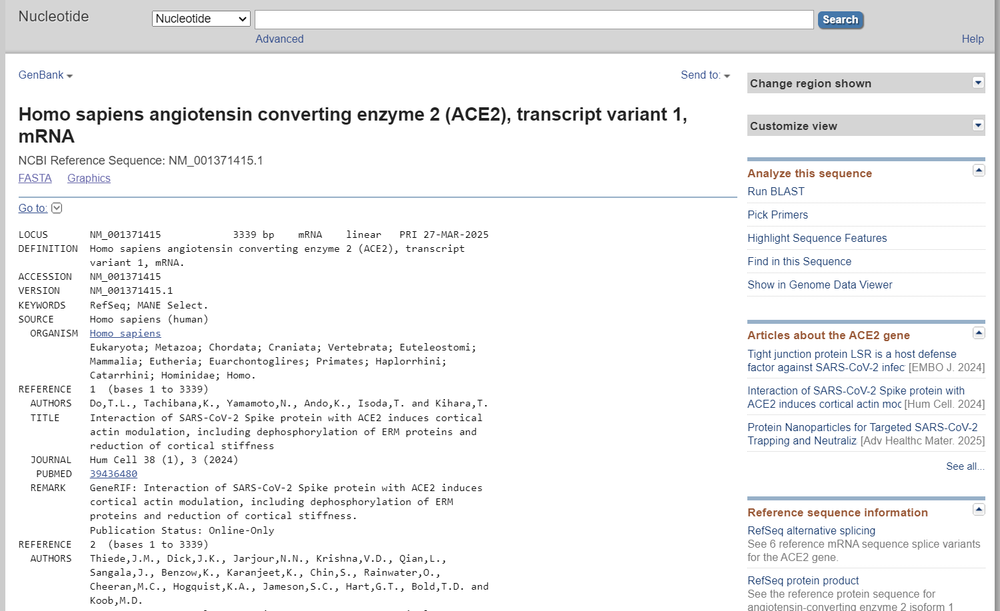 Nucleotide
Nucleotide
Search
Advanced
Help
GenBank
Send to:
Homo sapiens angiotensin converting enzyme 2 (ACE2), transcript variant 1,
mRNA
NCBI Reference Sequence: NM_001371415.1
FASTA Graphics
Go to:
LOCUS NM_001371415 3339 bp mRNA linear PRI 27-MAR-2025
DEFINITION Homo sapiens angiotensin converting enzyme 2 (ACE2), transcript
variant 1, mRNA.
ACCESSION NM_001371415
VERSION NM_001371415.1
KEYWORDS RefSeq; MANE Select.
SOURCE Homo sapiens (human)
ORGANISM Homo sapiens
Eukaryota; Metazoa; Chordata; Craniata; Vertebrata; Euteleostomi;
Mammalia; Eutheria; Euarchontoglires; Primates; Haplorrhini;
Catarrhini; Hominidae; Homo.
REFERENCE 1 (bases 1 to 3339)
AUTHORS Do,T.L., Tachibana,K., Yamamoto,N., Ando,K., Isoda,T. and Kihara,T.
TITLE Interaction of SARS-CoV-2 Spike protein with ACE2 induces cortical
actin modulation, including dephosphorylation of ERM proteins and
reduction of cortical stiffness
JOURNAL Hum Cell 38 (1), 3 (2024)
PUBMED 39436480
REMARK GeneRIF: Interaction of SARS-CoV-2 Spike protein with ACE2 induces
cortical actin modulation, including dephosphorylation of ERM
proteins and reduction of cortical stiffness.
Publication Status: Online-Only
REFERENCE 2 (bases 1 to 3339)
AUTHORS Thiede,J.M., Dick,J.K., Jarjour,N.N., Krishna,V.D., Qian,L.,
Sangala,J., Benzow,K., Karanjeet,K., Chin,S., Rainwater,O.,
Cheeran,M.C., Hogquist,K.A., Jameson,S.C., Hart,G.T., Bold,T.D. and
Koob,M.D.
Change region shown
Customize view
Analyze this sequence
Run BLAST
Pick Primers
Highlight Sequence Features
Find in this Sequence
Show in Genome Data Viewer
Articles about the ACE2 gene
Tight junction protein LSR is a host defense
factor against SARS-CoV-2 infec [EMBO J. 2024]
Interaction of SARS-CoV-2 Spike protein with
ACE2 induces cortical actin moc [Hum Cell. 2024]
Protein Nanoparticles for Targeted SARS-CoV-2
Trapping and Neutraliz [Adv Healthc Mater. 2025]
See all...
Reference sequence information
RefSeq alternative splicing
See 6 reference mRNA sequence splice variants
for the ACE2 gene.
RefSeq protein product
See the reference protein sequence for
angiotensin-converting enzyme 2 isoform 1